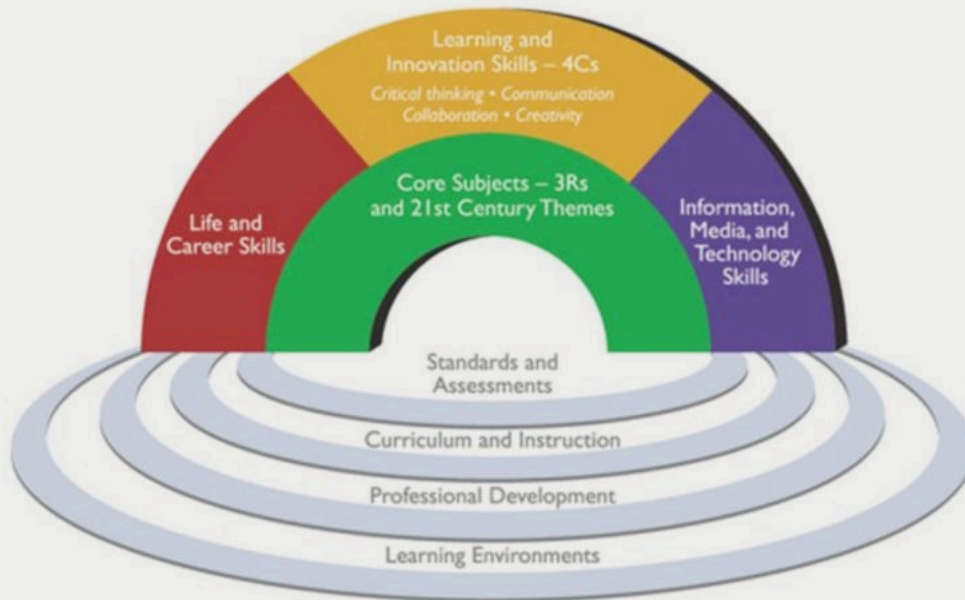 Learning and
Innovation Skills – 4Cs
Critical thinking • Communication
Collaboration • Creativity
Core Subjects – 3Rs
and 21st Century Themes
Life and
Career Skills
Information,
Media, and
Technology
Skills
Standards and
Assessments
Curriculum and Instruction
Professional Development
Learning Environments